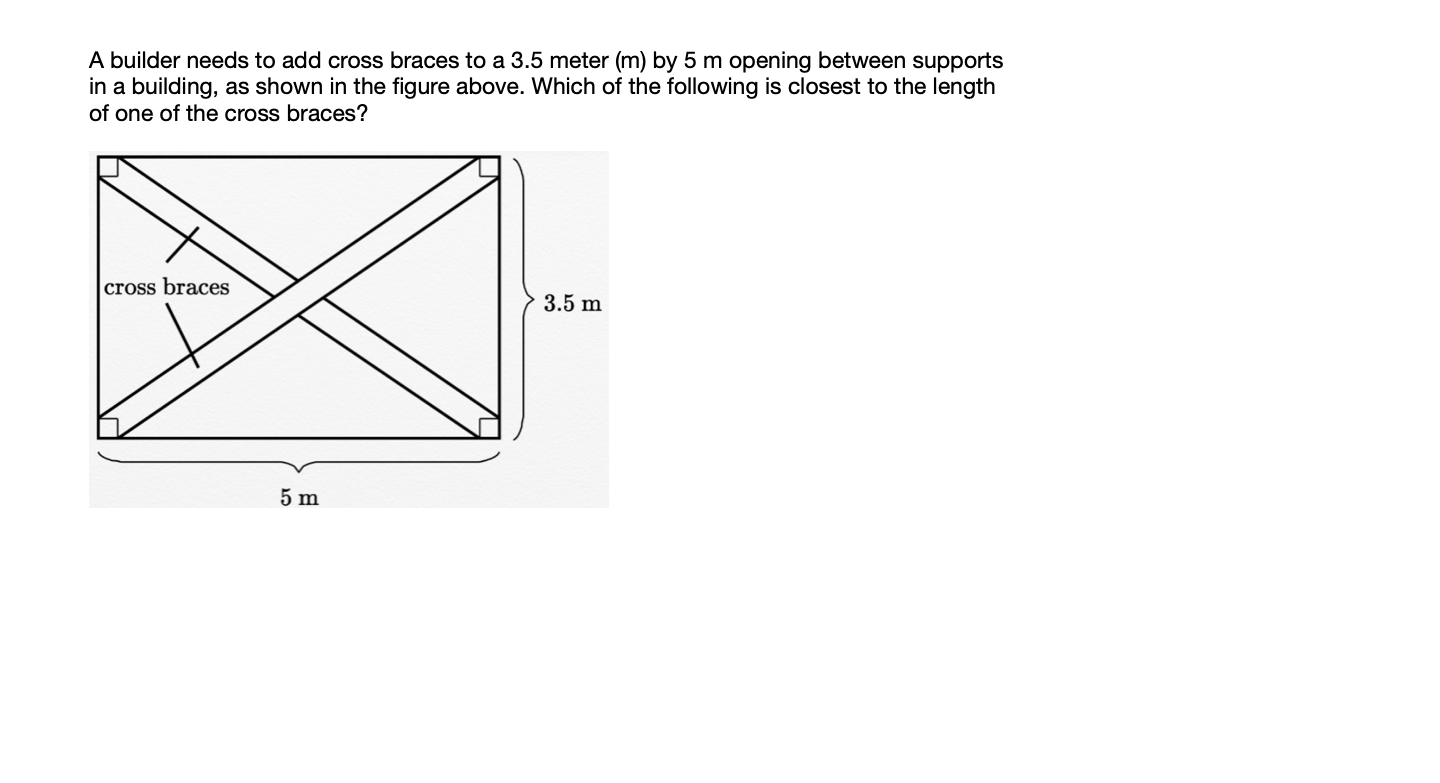 A builder needs to add cross braces to a 3.5 meter (m) by 5 m opening between supports
in a building, as shown in the figure above. Which of the following is closest to the length
of one of the cross braces?
cross braces
3.5 m
5 m